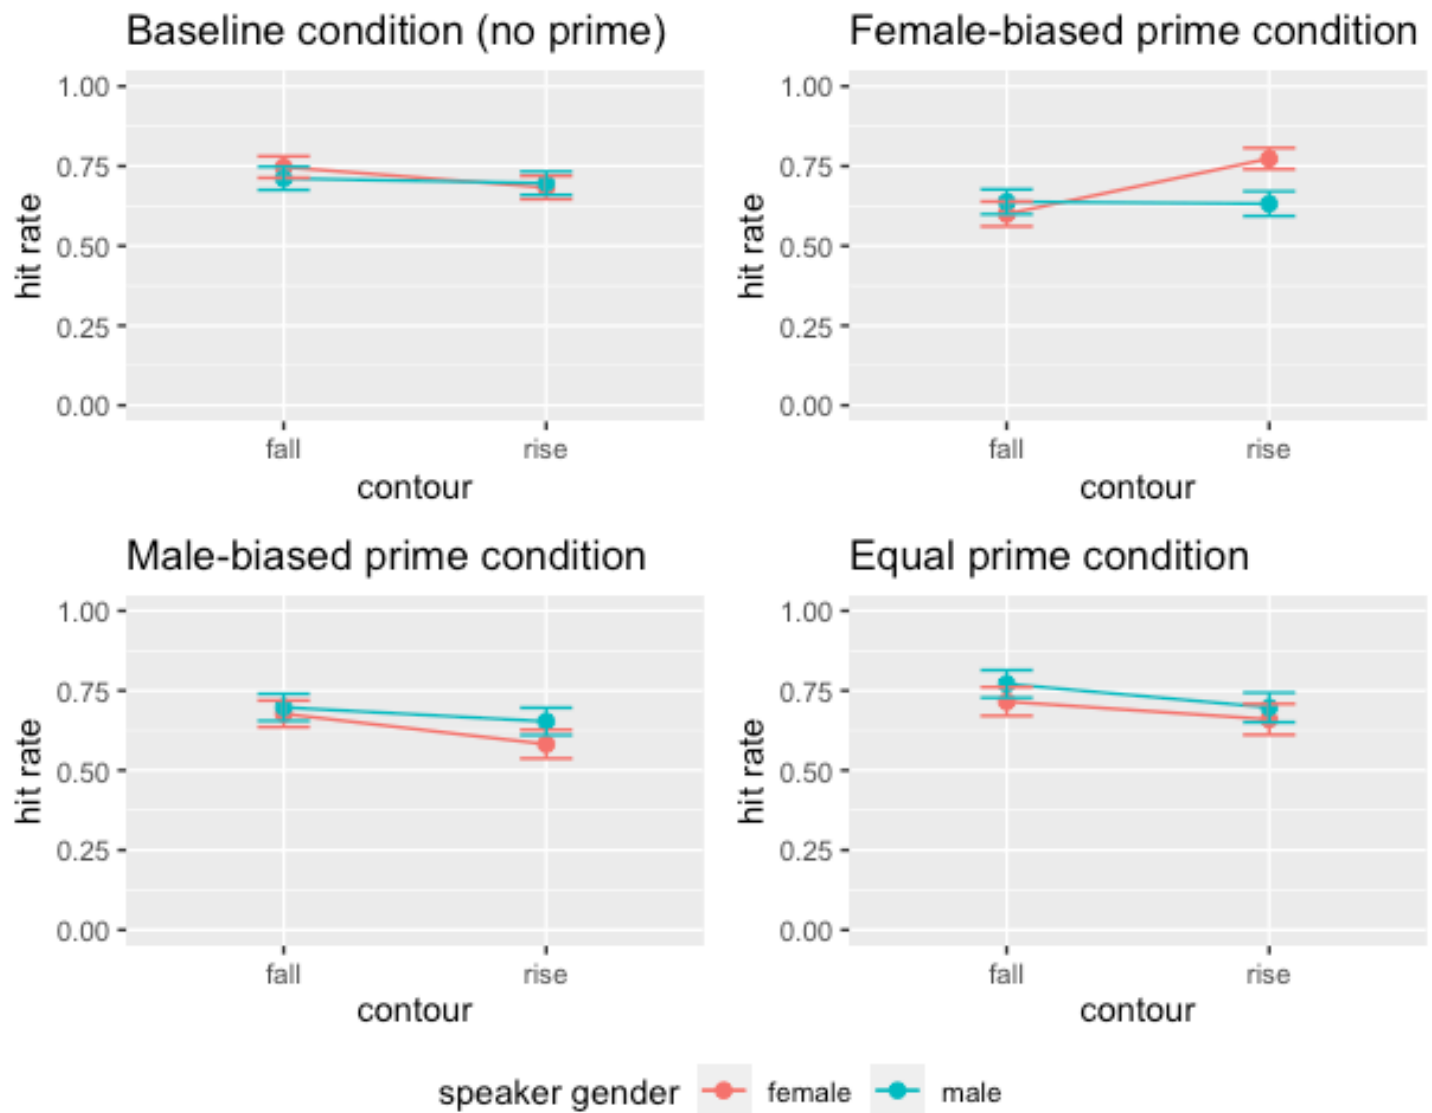 Baseline condition (no prime)
1.00
0.75
0.50
0.25
0.00
hit rate
fall rise
contour
Female-biased prime condition
1.00
0.75
0.50
0.25
0.00
hit rate
fall rise
contour
Male-biased prime condition
1.00
0.75
0.50
0.25
0.00
hit rate
fall rise
contour
Equal prime condition
1.00
0.75
0.50
0.25
0.00
hit rate
fall rise
contour
speaker gender female male